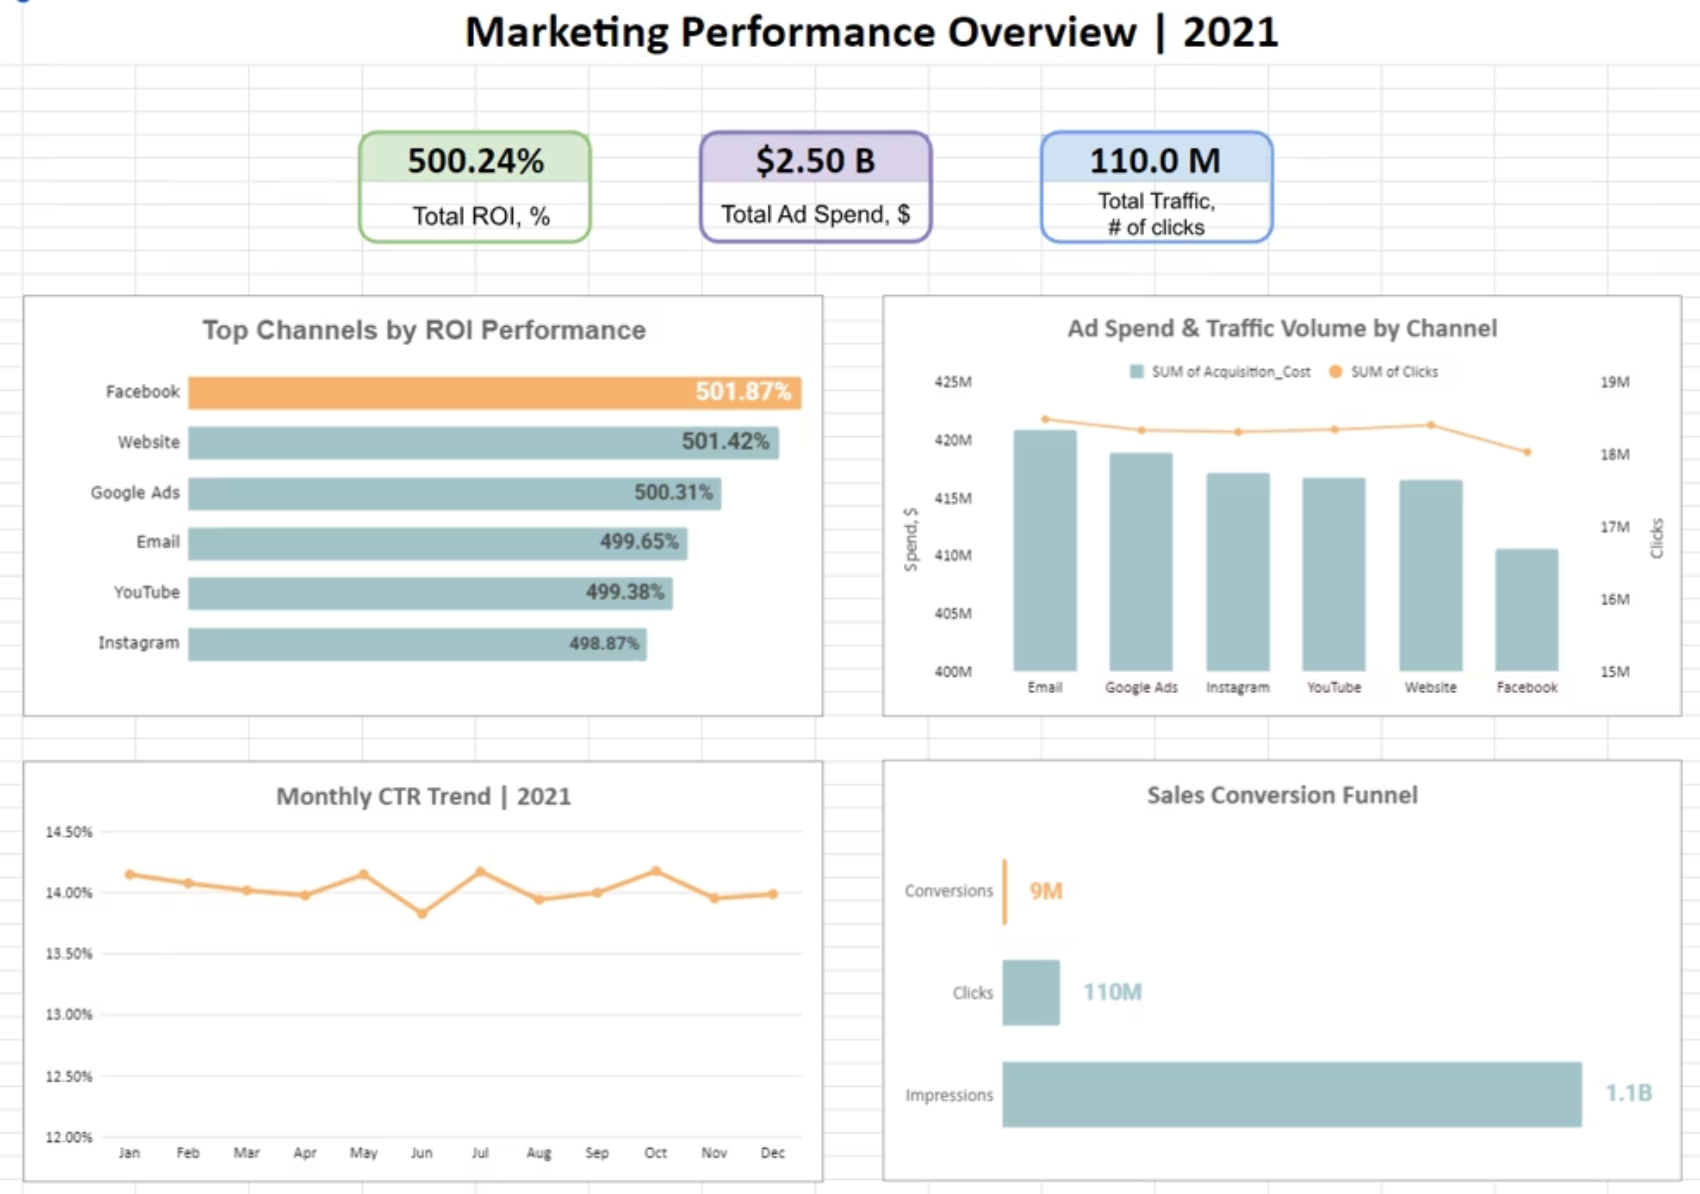 Marketing Performance Overview | 2021
500.24%
Total ROI, %
$2.50 B
Total Ad Spend, $
110.0 M
Total Traffic,
# of clicks
Top Channels by ROI Performance
Facebook
501.87%
Website
501.42%
Google Ads
500.31%
Email
499.65%
YouTube
499.38%
Instagram
498.87%
Ad Spend & Traffic Volume by Channel
SUM of Acquisition_Cost
SUM of Clicks
425M
420M
415M
410M
405M
400M
Spend, $
19M
18M
17M
16M
15M
Clicks
Email
Google Ads
Instagram
YouTube
Website
Facebook
Monthly CTR Trend | 2021
14.50%
14.00%
13.50%
13.00%
12.50%
12.00%
Jan
Feb
Mar
Apr
May
Jun
Jul
Aug
Sep
Oct
Nov
Dec
Sales Conversion Funnel
Conversions
9M
Clicks
110M
Impressions
1.1B